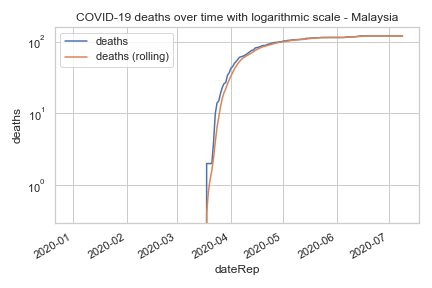 COVID-19 deaths over time with logarithmic scale - Malaysia
deaths
deaths (rolling)
10²
10¹
10⁰
deaths
2020-01
2020-02
2020-03
2020-04
2020-05
2020-06
2020-07
dateRep